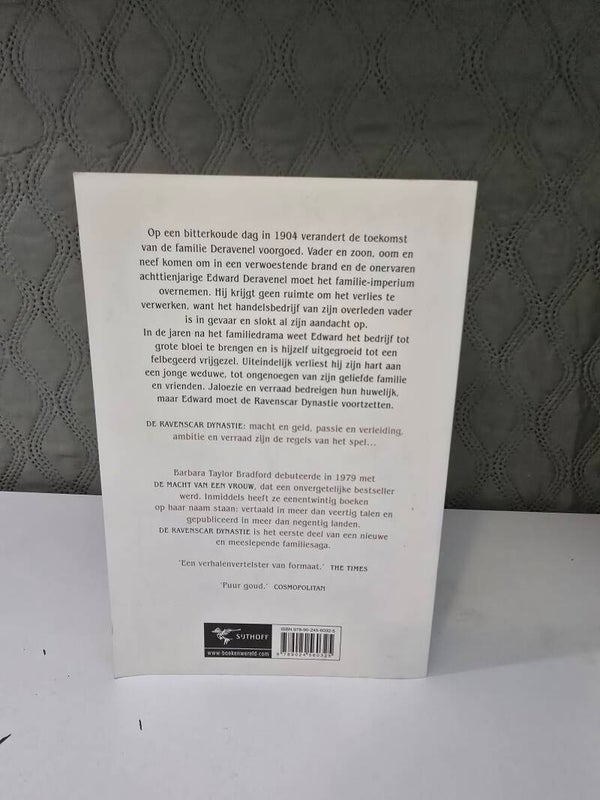 Op een bitterkoude dag in 1904 verandert de toekomst
van de familie Deravenel voorgoed. Vader en zoon, oom en
neef komen om in een verwoestende brand en de onervaren
achttienjarige Edward Deravenel moet het familie-imperium
overnemen. Hij krijgt geen ruimte om het verlies te
verwerken, want het handelsbedrijf van zijn overleden vader
is in gevaar en slokt al zijn aandacht op.
In de jaren na het familiedrama weet Edward het bedrijf tot
grote bloei te brengen en is hijzelf uitgegroeid tot een
felbegeerd vrijgezel. Uiteindelijk verliest hij zijn hart aan
een jonge weduwe, tot ongenoegen van zijn geliefde familie
en vrienden. Jaloezie en verraad bedreigen hun huwelijk,
maar Edward moet de Ravenscar Dynastie voortzetten.
DE RAVENSCAR DYNASTIE: macht en geld, passie en verleiding,
ambitie en verraad zijn de regels van het spel...
Barbara Taylor Bradford debuteerde in 1979 met
DE MACHT VAN EEN VROUW, dat een onvergetelijke bestseller
werd. Inmiddels heeft ze eenentwintig boeken
op haar naam staan: vertaald in meer dan veertig talen en
gepubliceerd in meer dan negentig landen.
DE RAVENSCAR DYNASTIE is het eerste deel van een nieuwe
en meeslepende familiesaga.
'Een verhalenvertelster van formaat.' THE TIMES
'Puur goud.' COSMOPOLITAN
SIJTHOFF
www.boekenwereld.com
ISBN 978-90-245-6032-5
9 789024 560325